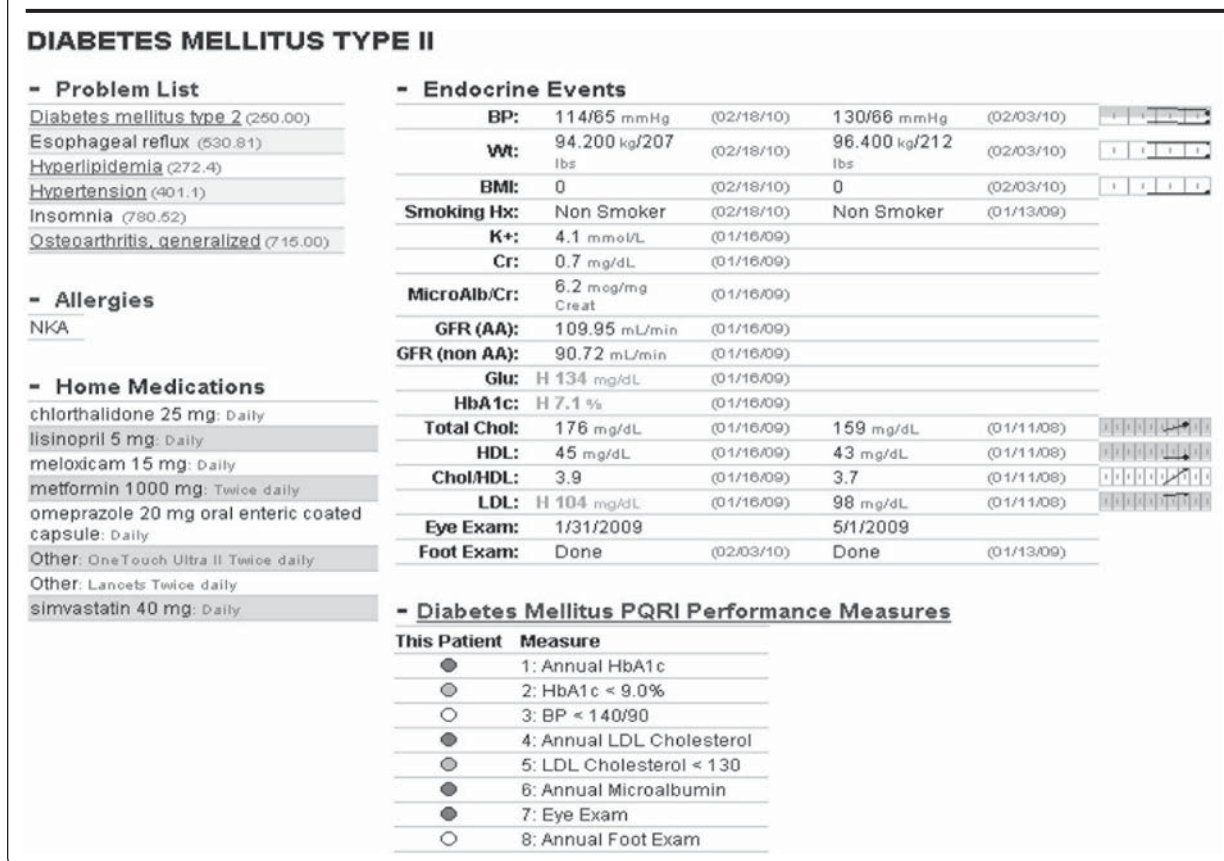 DIABETES MELLITUS TYPE II
- Problem List
Diabetes mellitus type 2 (250.00)
Esophageal reflux (530.81)
Hyperlipidemia (272.4)
Hypertension (401.1)
Insomnia (780.52)
Osteoarthritis, generalized (715.00)
- Allergies
NKA
- Home Medications
chlorthalidone 25 mg: Daily
lisinopril 5 mg: Daily
meloxicam 15 mg: Daily
metformin 1000 mg: Twice daily
omeprazole 20 mg oral enteric coated
capsule: Daily
Other: OneTouch Ultra II Twice daily
Other: Lancets Twice daily
simvastatin 40 mg: Daily
- Endocrine Events
BP: 114/65 mmHg (02/18/10) 130/66 mmHg (02/03/10)
Wt: 94.200 kg/207 lbs (02/18/10) 96.400 kg/212 lbs (02/03/10)
BMI: 0 (02/18/10) 0 (02/03/10)
Smoking Hx: Non Smoker (02/18/10) Non Smoker (01/13/09)
K+: 4.1 mmol/L (01/16/09)
Cr: 0.7 mg/dL (01/16/09)
MicroAlb/Cr: 6.2 mcg/mg Creat (01/16/09)
GFR (AA): 109.95 mL/min (01/16/09)
GFR (non AA): 90.72 mL/min (01/16/09)
Glu: H 134 mg/dL (01/16/09)
HbA1c: H 7.1 % (01/16/09)
Total Chol: 176 mg/dL (01/16/09) 159 mg/dL (01/11/08)
HDL: 45 mg/dL (01/16/09) 43 mg/dL (01/11/08)
Chol/HDL: 3.9 (01/16/09) 3.7 (01/11/08)
LDL: H 104 mg/dL (01/16/09) 98 mg/dL (01/11/08)
Eye Exam: 1/31/2009 5/1/2009
Foot Exam: Done (02/03/10) Done (01/13/09)
- Diabetes Mellitus PQRI Performance Measures
This Patient Measure
1: Annual HbA1c
2: HbA1c < 9.0%
3: BP < 140/90
4: Annual LDL Cholesterol
5: LDL Cholesterol < 130
6: Annual Microalbumin
7: Eye Exam
8: Annual Foot Exam